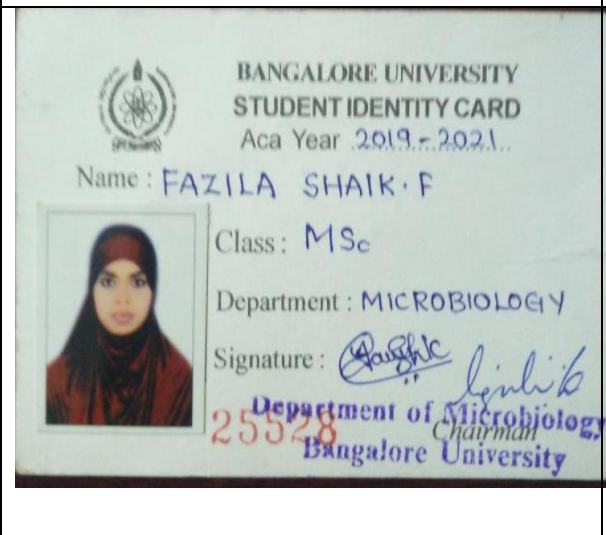 BANGALORE UNIVERSITY
STUDENT IDENTITY CARD
Aca Year 2019-2021
Name : FAZILA SHAIK. F
Class : MSc
Department : MICROBIOLOGY
Signature :
25528
Department of Microbiology
Chairman
Bangalore University